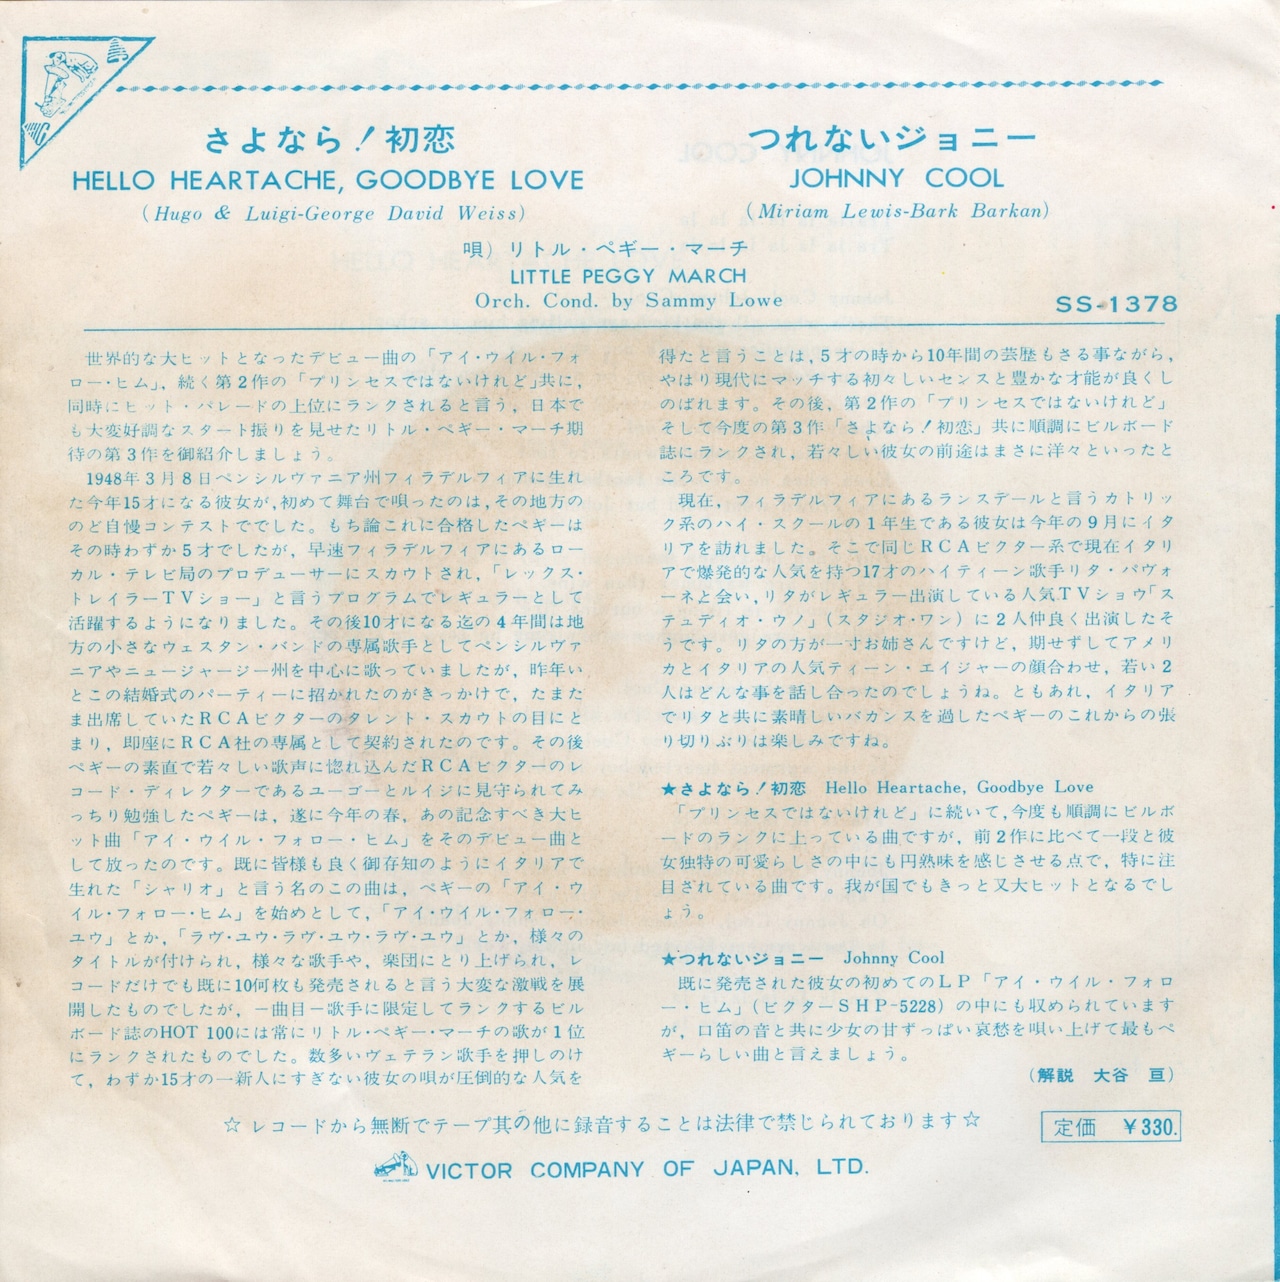 さよなら！初恋
HELLO HEARTACHE, GOODBYE LOVE
(Hugo & Luigi-George David Weiss)
つれないジョニー
JOHNNY COOL
(Miriam Lewis-Bark Barkan)
唄）リトル・ペギー・マーチ
LITTLE PEGGY MARCH
Orch. Cond. by Sammy Lowe
SS-1378
世界的な大ヒットとなったデビュー曲の「アイ・ウイル・フォ
ロー・ヒム」，続く第２作の「プリンセスではないけれど」共に，
同時にヒット・パレードの上位にランクされると言う，日本で
も大変好調なスタート振りを見せたリトル・ペギー・マーチ期
待の第３作を御紹介しましょう。
1948年３月８日ペンシルヴァニア州フィラデルフィアに生れ
た今年15才になる彼女が，初めて舞台で唄ったのは，その地方の
のど自慢コンテストででした。もち論これに合格したペギーは
その時わずか５才でしたが，早速フィラデルフィアにあるロー
カル・テレビ局のプロデューサーにスカウトされ，「レックス・
トレイラーＴＶショー」と言うプログラムでレギュラーとして
活躍するようになりました。その後10才になる迄の４年間は地
方の小さなウェスタン・バンドの専属歌手としてペンシルヴァ
ニアやニュージャージー州を中心に歌っていましたが，昨年い
とこの結婚式のパーティーに招かれたのがきっかけで，たまた
ま出席していたＲＣＡビクターのタレント・スカウトの目にと
まり，即座にＲＣＡ社の専属として契約されたのです。その後
ペギーの素直で若々しい歌声に惚れ込んだＲＣＡビクターのレ
コード・ディレクターであるユーゴーとルイジに見守られてみ
っちり勉強したペギーは，遂に今年の春，あの記念すべき大ヒ
ット曲「アイ・ウイル・フォロー・ヒム」をそのデビュー曲と
して放ったのです。既に皆様も良く御存知のようにイタリアで
生れた「シャリオ」と言う名のこの曲は，ペギーの「アイ・ウ
イル・フォロー・ヒム」を始めとして，「アイ・ウイル・フォロー・
ユウ」とか，「ラヴ・ユウ・ラヴ・ユウ・ラヴ・ユウ」とか，様々の
タイトルが付けられ，様々な歌手や，楽団にとり上げられ，レ
コードだけでも既に10何枚も発売されると言う大変な激戦を展
開したものでしたが，一曲目一歌手に限定してランクするビル
ボード誌のHOT 100には常にリトル・ペギー・マーチの歌が１位
にランクされたものでした。数多いヴェテラン歌手を押しのけ
て，わずか15才の一新人にすぎない彼女の唄が圧倒的な人気を
得たと言うことは，５才の時から10年間の芸歴もさる事ながら，
やはり現代にマッチする初々しいセンスと豊かな才能が良くし
のばれます。その後，第２作の「プリンセスではないけれど」
そして今度の第３作「さよなら！初恋」共に順調にビルボード
誌にランクされ，若々しい彼女の前途はまさに洋々といったと
ころです。
現在，フィラデルフィアにあるランスデールと言うカトリッ
ク系のハイ・スクールの１年生である彼女は今年の９月にイタ
リアを訪れました。そこで同じＲＣＡビクター系で現在イタリ
アで爆発的な人気を持つ17才のハイティーン歌手リタ・パヴォ
ーネと会い，リタがレギュラー出演している人気ＴＶショウ「ス
テュディオ・ウノ」（スタジオ・ワン）に２人仲良く出演したそ
うです。リタの方が一寸お姉さんですけど，期せずしてアメリ
カとイタリアの人気ティーン・エイジャーの顔合わせ，若い２
人はどんな事を話し合ったのでしょうね。ともあれ，イタリア
でリタと共に素晴しいバカンスを過したペギーのこれからの張
り切りぶりは楽しみですね。
★さよなら！初恋　Hello Heartache, Goodbye Love
「プリンセスではないけれど」に続いて，今度も順調にビルボ
ードのランクに上っている曲ですが，前２作に比べて一段と彼
女独特の可愛らしさの中にも円熟味を感じさせる点で，特に注
目されている曲です。我が国でもきっと又大ヒットとなるでし
ょう。
★つれないジョニー　Johnny Cool
既に発売された彼女の初めてのＬＰ「アイ・ウイル・フォロ
ー・ヒム」（ビクターＳＨＰ-5228）の中にも収められています
が，口笛の音と共に少女の甘ずっぱい哀愁を唄い上げて最もペ
ギーらしい曲と言えましょう。
（解説　大谷　亘）
☆レコードから無断でテープ其の他に録音することは法律で禁じられております☆
定価　￥330.
VICTOR COMPANY OF JAPAN, LTD.